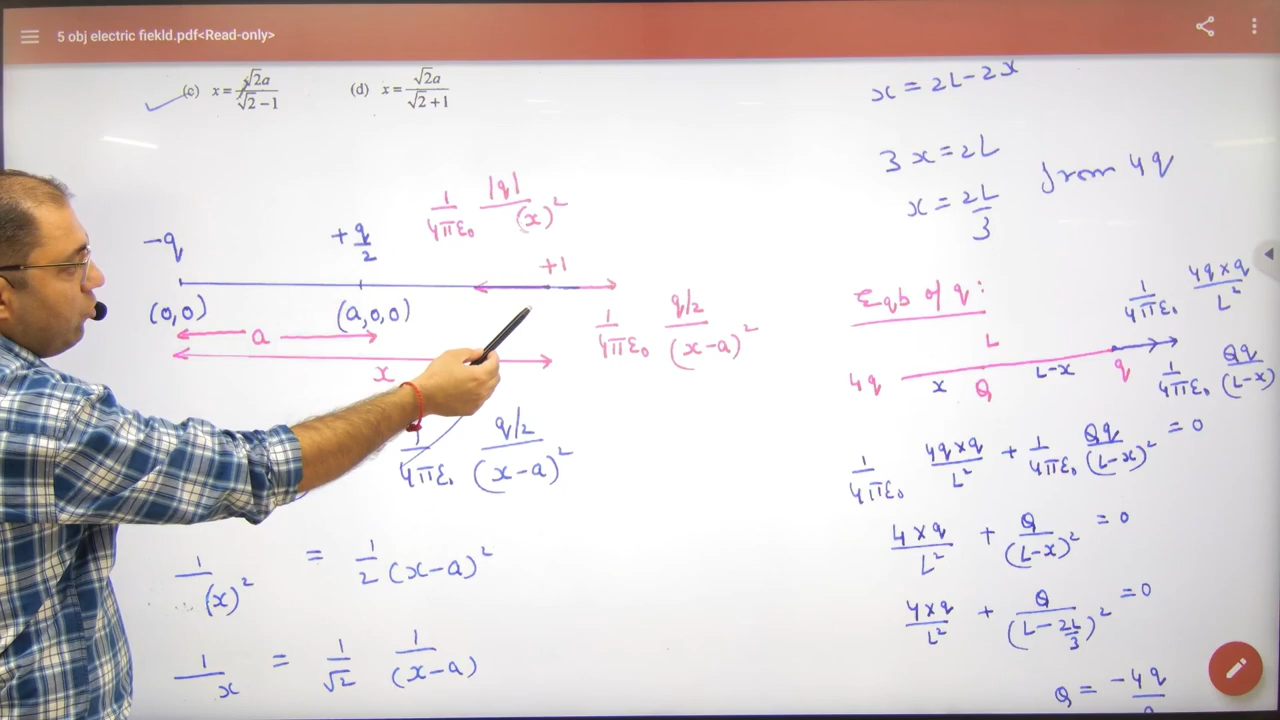 5 obj electric fiekld.pdf<Read-only>
(c) x = √2a / √2 − 1
(d) x = √2a / √2 + 1
1/4πε₀ |q|/(x)²
−q
+q/2
+1
(0,0)
(a,0,0)
a
x
1/4πε₀ q/2/(x−a)²
1/4πε₀ q/2/(x−a)²
1/(x)² = 1/2 (x−a)²
1/x = 1/√2 1/(x−a)
x = 2L−2x
3x = 2L
x = 2L/3 from 4q
Eqb of q:
1/4πε₀ 4q×q/L²
L
4q x Q L−x q
1/4πε₀ Qq/(L−x)
1/4πε₀ 4q×q/L² + 1/4πε₀ Qq/(L−x)² = 0
4×q/L² + Q/(L−x)² = 0
4×q/L² + Q/(L−2L/3)² = 0
Q = −4q